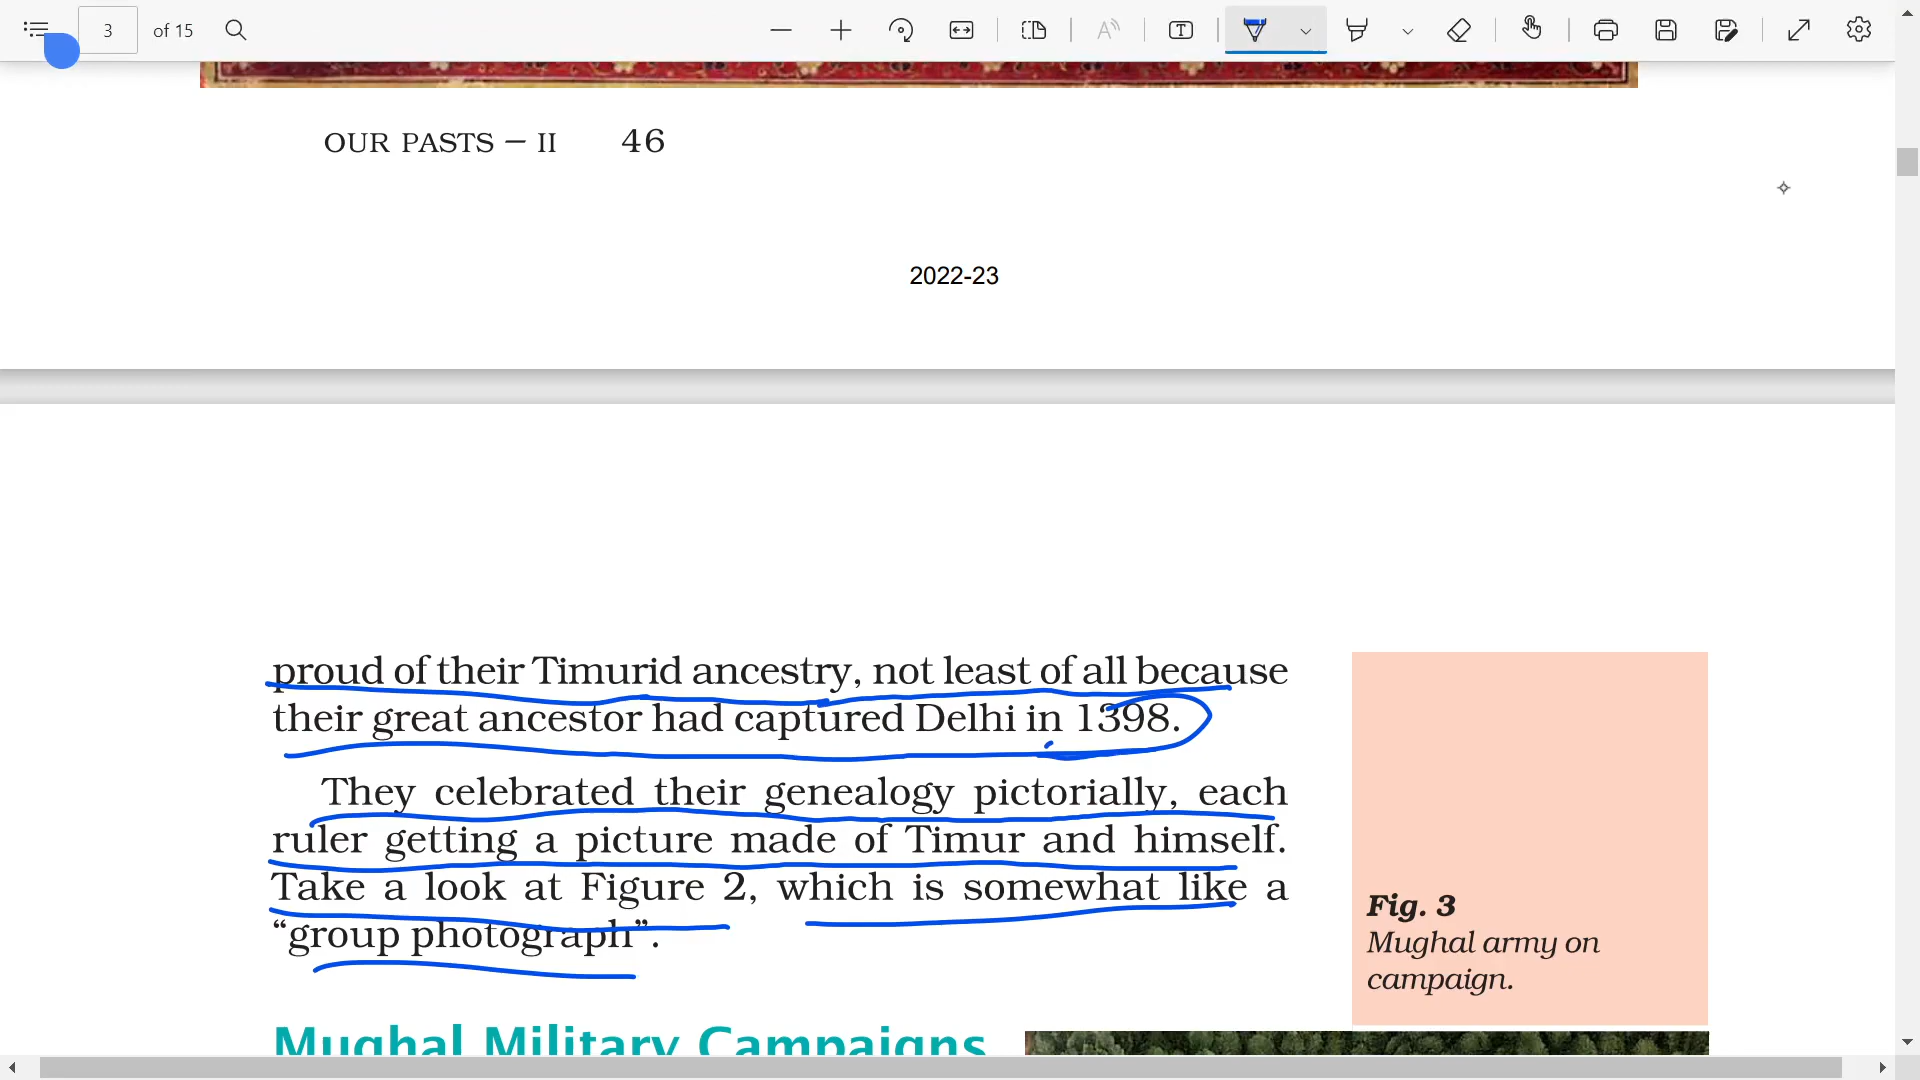 3 of 15
OUR PASTS – II 46
2022-23
proud of their Timurid ancestry, not least of all because
their great ancestor had captured Delhi in 1398.
They celebrated their genealogy pictorially, each
ruler getting a picture made of Timur and himself.
Take a look at Figure 2, which is somewhat like a
“group photograph”.
Fig. 3
Mughal army on
campaign.
Mughal Military Campaigns